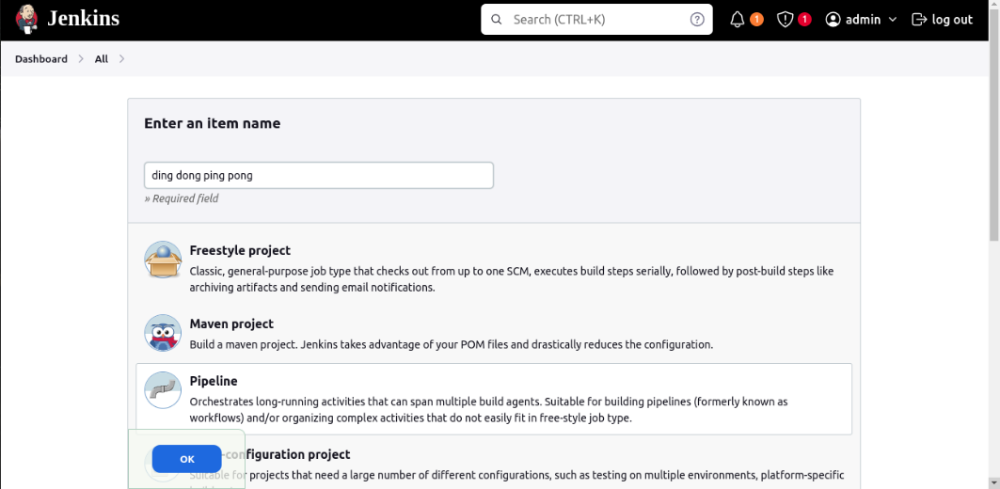 Jenkins
Search (CTRL+K)
1
1
admin
log out
Dashboard
All
Enter an item name
ding dong ping pong
» Required field
Freestyle project
Classic, general-purpose job type that checks out from up to one SCM, executes build steps serially, followed by post-build steps like
archiving artifacts and sending email notifications.
Maven project
Build a maven project. Jenkins takes advantage of your POM files and drastically reduces the configuration.
Pipeline
Orchestrates long-running activities that can span multiple build agents. Suitable for building pipelines (formerly known as
workflows) and/or organizing complex activities that do not easily fit in free-style job type.
-configuration project
OK
Suitable for projects that need a large number of different configurations, such as testing on multiple environments, platform-specific